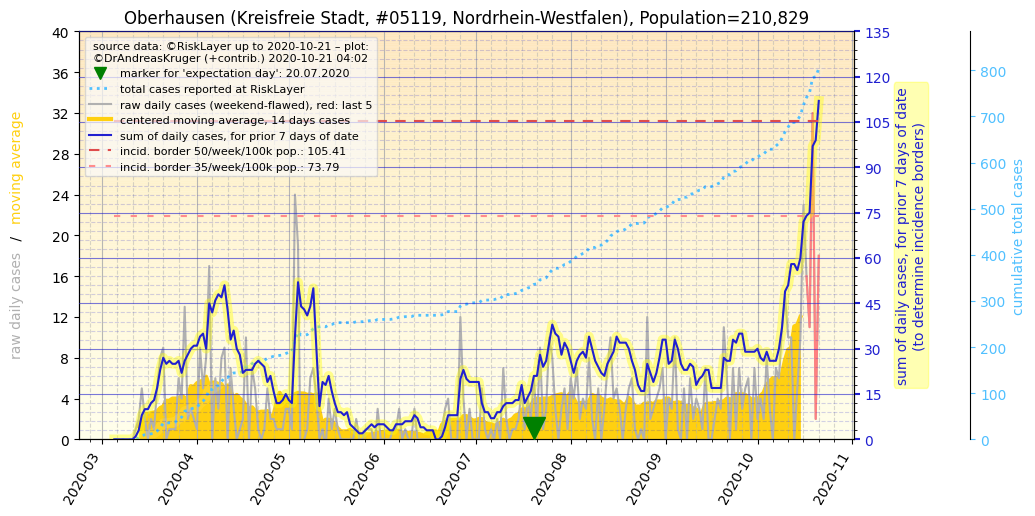 Oberhausen (Kreisfreie Stadt, #05119, Nordrhein-Westfalen), Population=210,829
source data: ©RiskLayer up to 2020-10-21 – plot:
©DrAndreasKruger (+contrib.) 2020-10-21 04:02
marker for 'expectation day': 20.07.2020
total cases reported at RiskLayer
raw daily cases (weekend-flawed), red: last 5
centered moving average, 14 days cases
sum of daily cases, for prior 7 days of date
incid. border 50/week/100k pop.: 105.41
incid. border 35/week/100k pop.: 73.79
raw daily cases / moving average
40
36
32
28
24
20
16
12
8
4
0
2020-03
2020-04
2020-05
2020-06
2020-07
2020-08
2020-09
2020-10
2020-11
135
120
105
90
75
60
45
30
15
0
sum of daily cases, for prior 7 days of date
(to determine incidence borders)
800
700
600
500
400
300
200
100
0
cumulative total cases